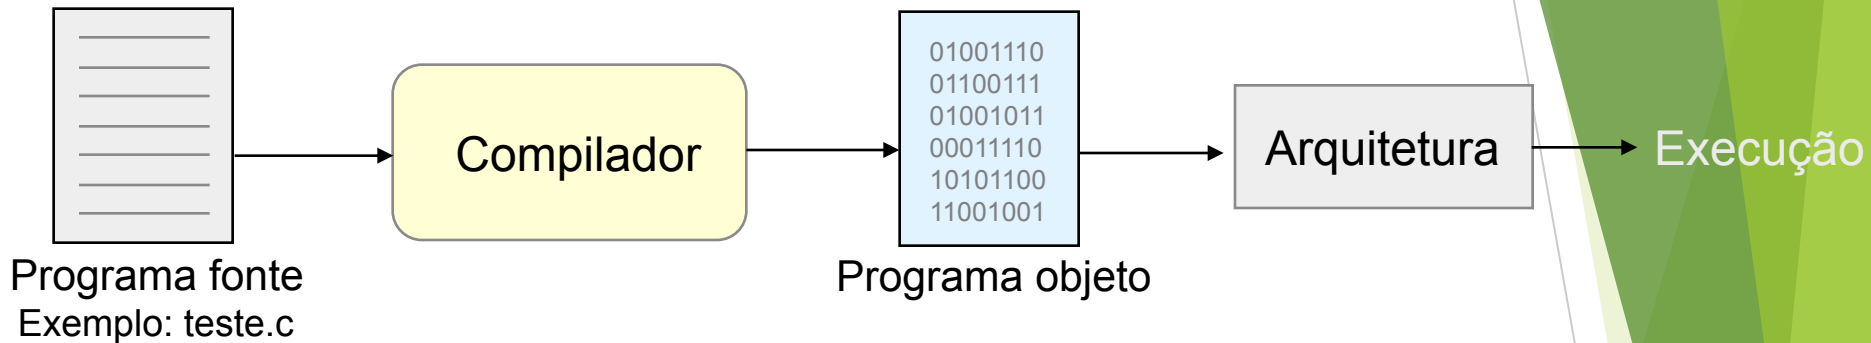 Programa fonte
Exemplo: teste.c
Compilador
01001110
01100111
01001011
00011110
10101100
11001001
Programa objeto
Arquitetura
Execução